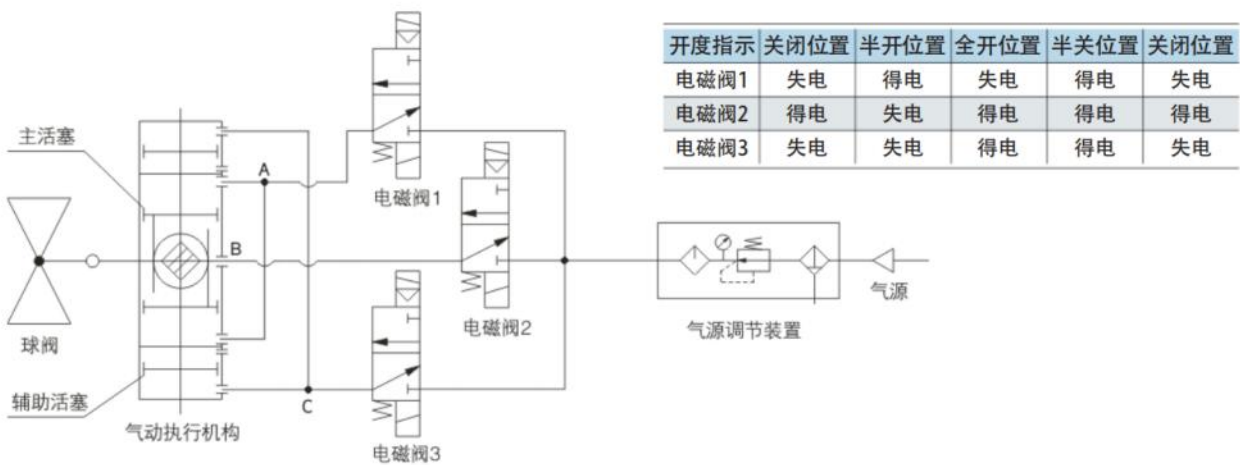 开度指示 关闭位置 半开位置 全开位置 半关位置 关闭位置
电磁阀1 失电 得电 失电 得电 失电
电磁阀2 得电 失电 得电 得电 得电
电磁阀3 失电 失电 得电 得电 失电
主活塞
A
电磁阀1
B
气源
电磁阀2
气源调节装置
球阀
辅助活塞
C
气动执行机构
电磁阀3